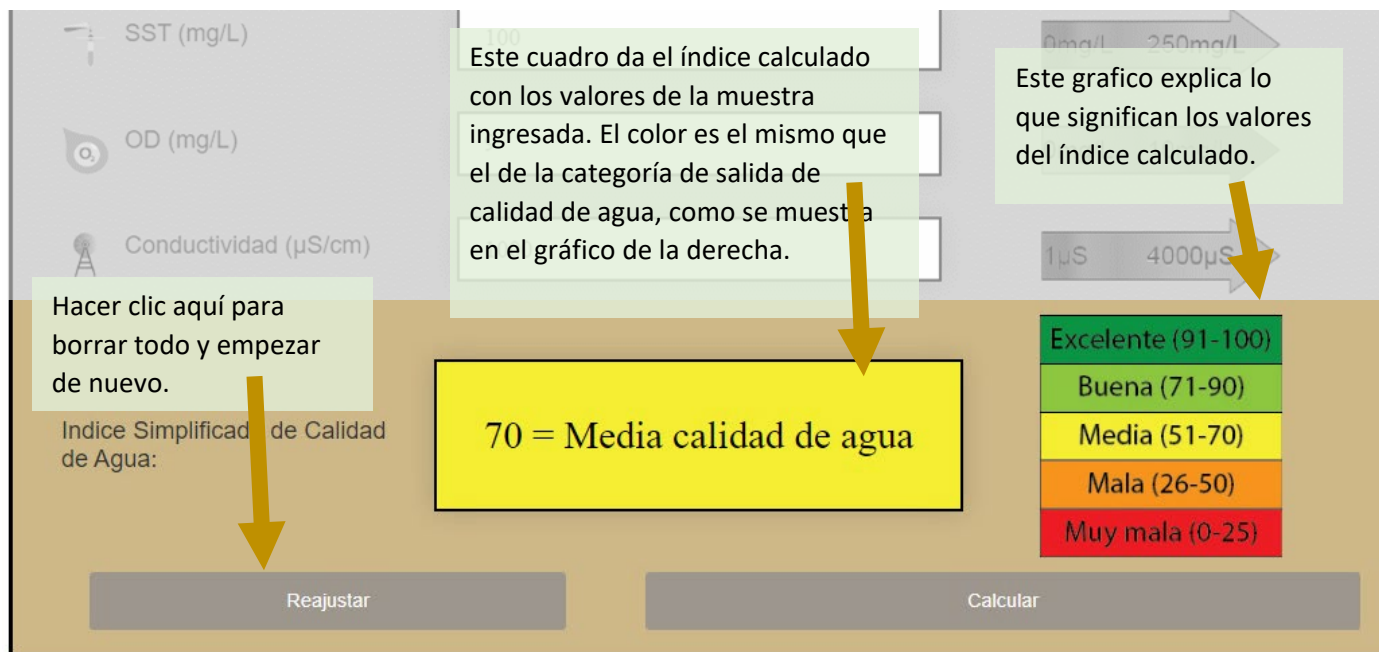 SST (mg/L)
100
0mg/L 250mg/L
Este cuadro da el índice calculado
con los valores de la muestra
ingresada. El color es el mismo que
el de la categoría de salida de
calidad de agua, como se muestra
en el gráfico de la derecha.
Este grafico explica lo
que significan los valores
del índice calculado.
O₂
OD (mg/L)
Conductividad (µS/cm)
1µS 4000µS
Hacer clic aquí para
borrar todo y empezar
de nuevo.
Indice Simplificado de Calidad
de Agua:
70 = Media calidad de agua
Excelente (91-100)
Buena (71-90)
Media (51-70)
Mala (26-50)
Muy mala (0-25)
Reajustar
Calcular